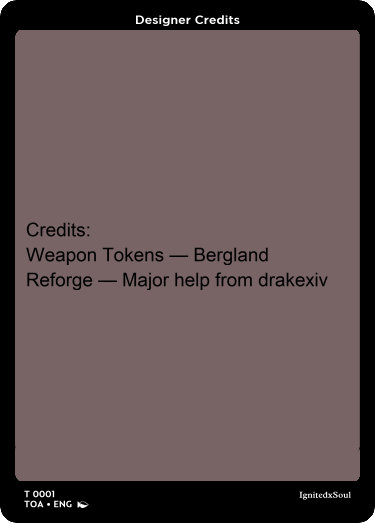 Designer Credits
Credits:
Weapon Tokens — Bergland
Reforge — Major help from drakexiv
T 0001
TOA • ENG
IgnitedxSoul